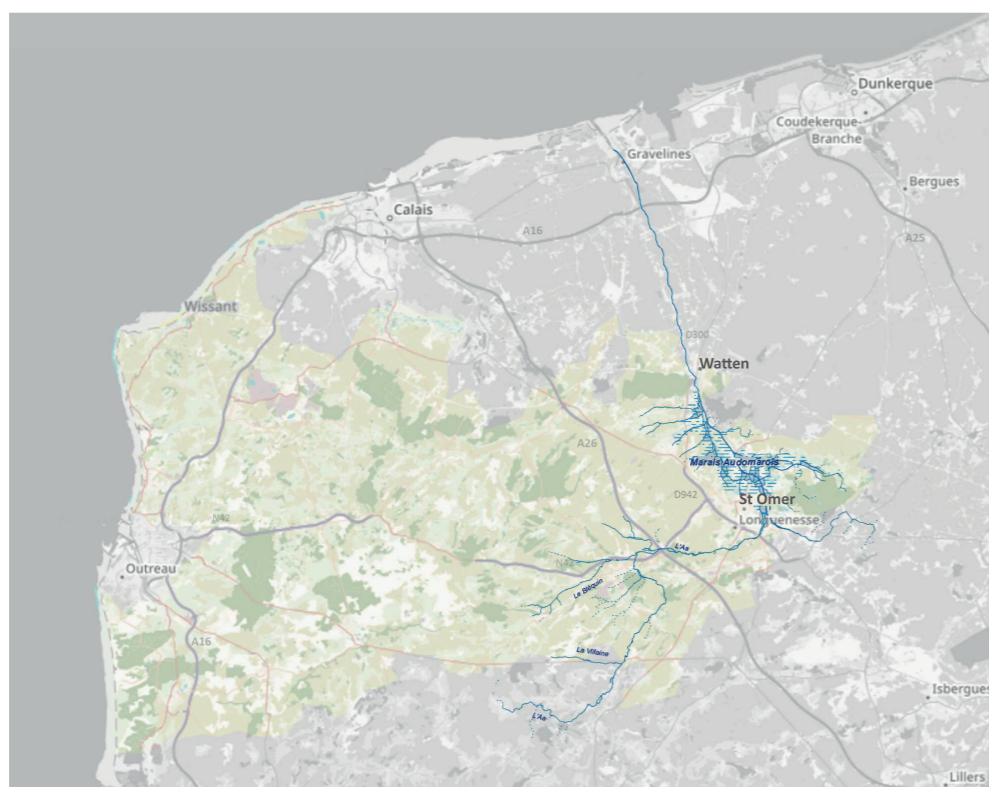 Dunkerque
Coudekerque-
Branche
Gravelines
Bergues
Calais
A16
A25
Wissant
D300
Watten
A26
Marais Audomarois
D942
St Omer
Longuenesse
N42
L'Aa
N42
Outreau
Le Bléquin
A16
La Vilaine
Isbergues
L'Aa
Lillers